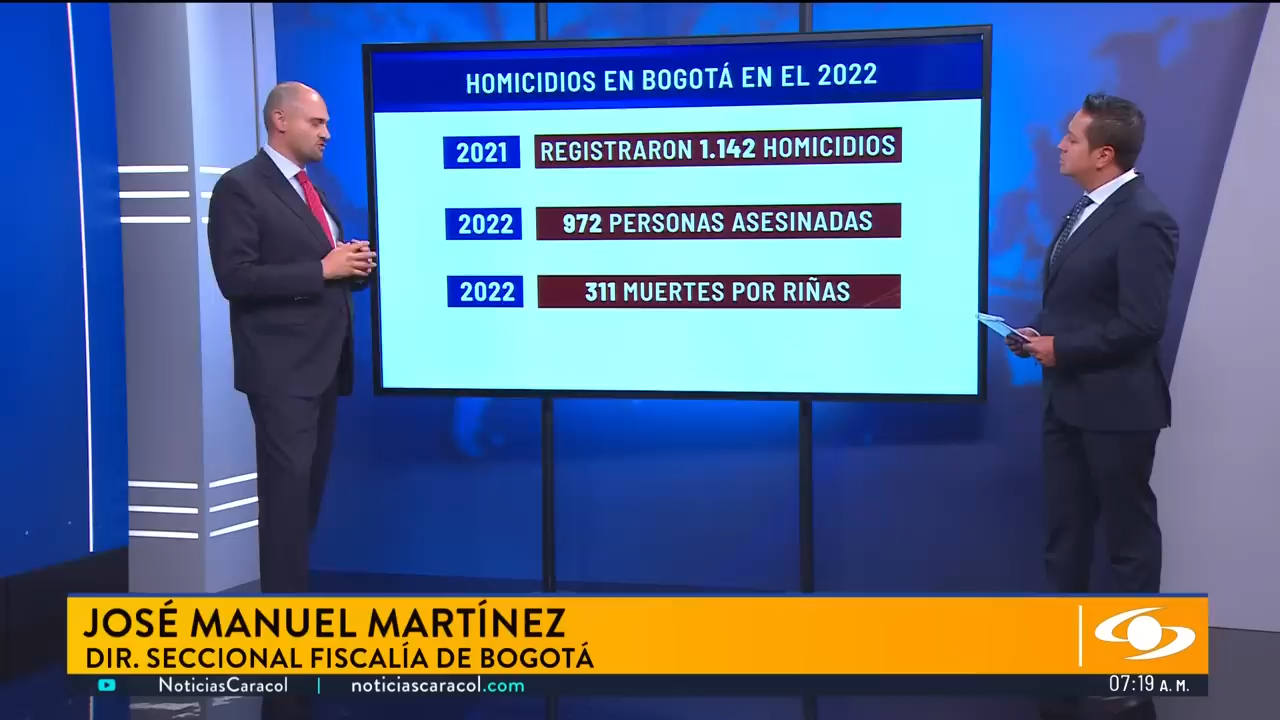 HOMICIDIOS EN BOGOTÁ EN EL 2022
2021 REGISTRARON 1.142 HOMICIDIOS
2022 972 PERSONAS ASESINADAS
2022 311 MUERTES POR RIÑAS
JOSÉ MANUEL MARTÍNEZ
DIR. SECCIONAL FISCALÍA DE BOGOTÁ
NoticiasCaracol | noticiascaracol.com 07:19 A. M.